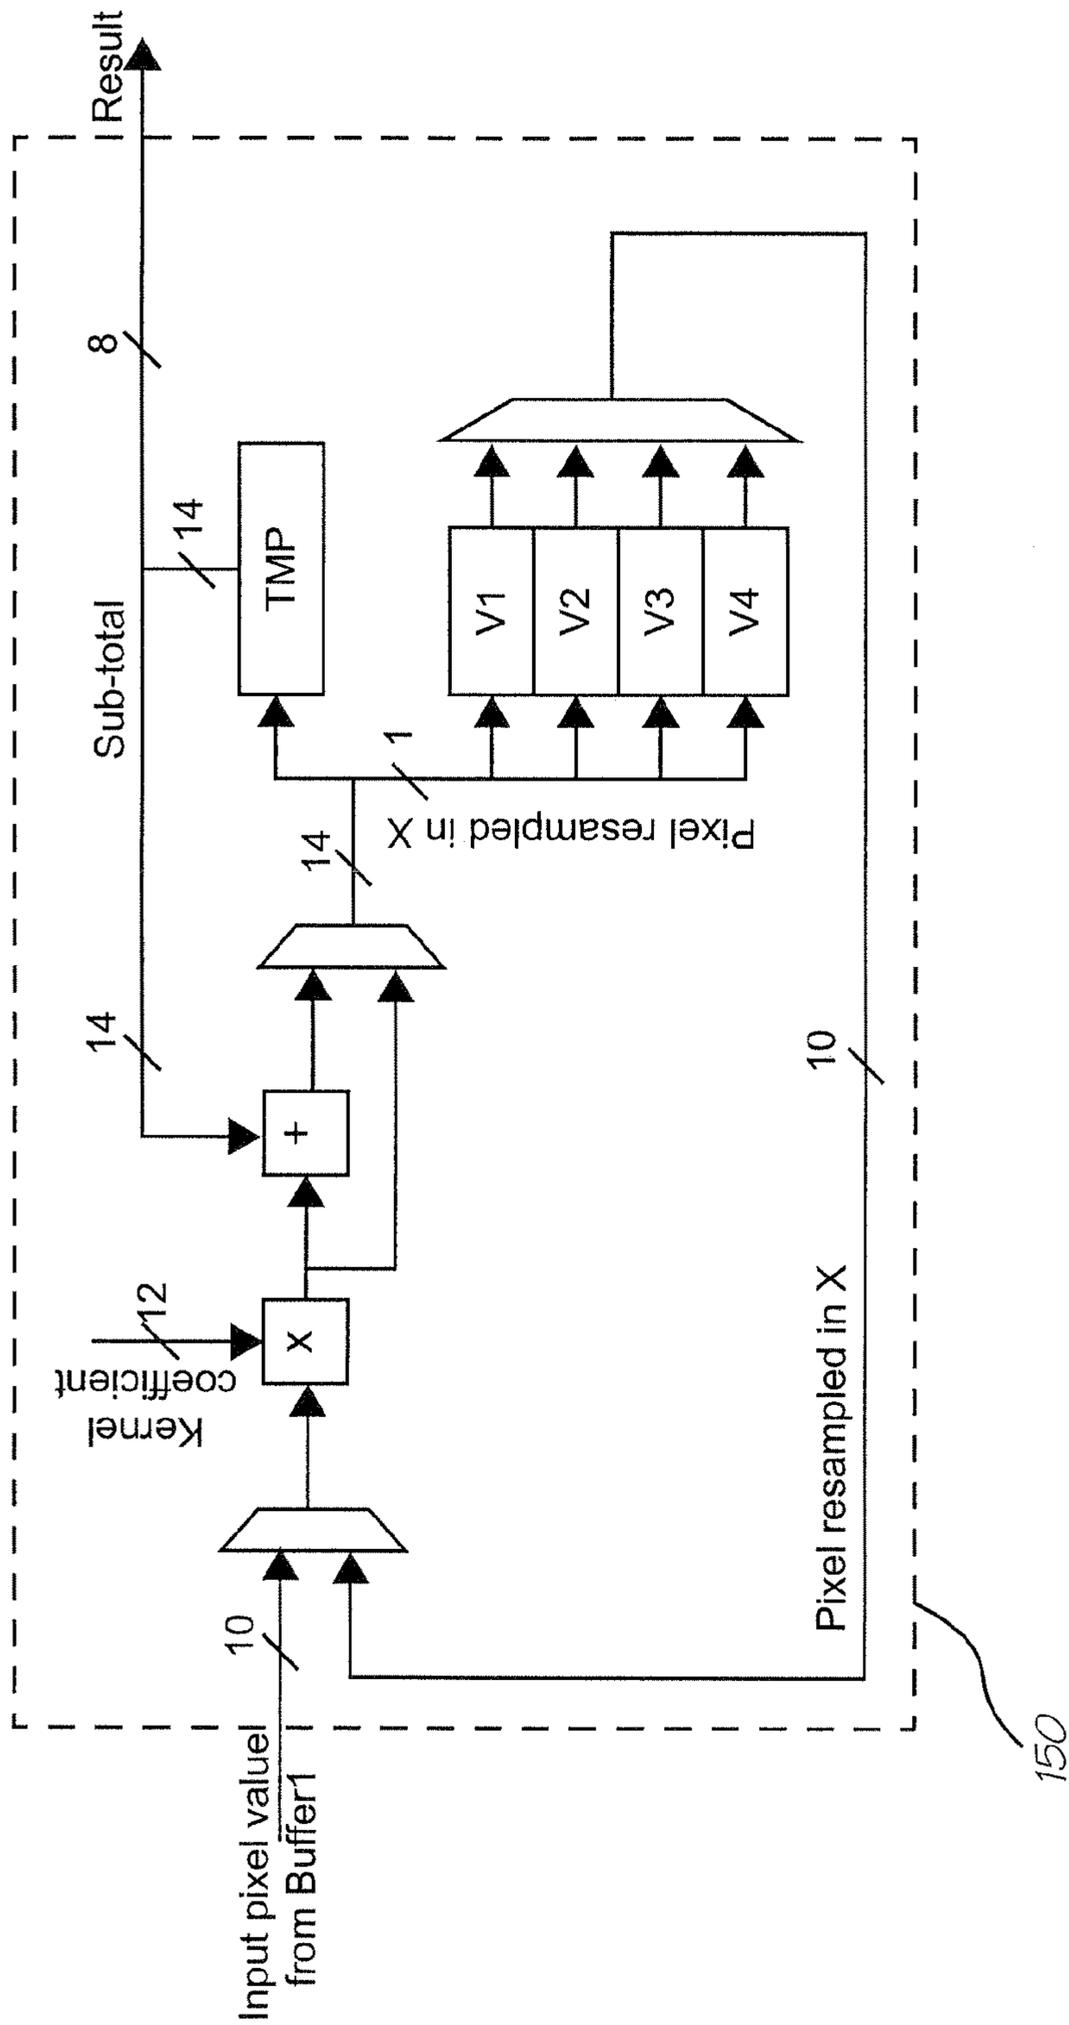 Input pixel value
from Buffer1
10
Kernel
coefficient
12
x
+
14
Sub-total
14
Pixel resampled in X
1
TMP
14
8
Result
V1
V2
V3
V4
Pixel resampled in X
10
150